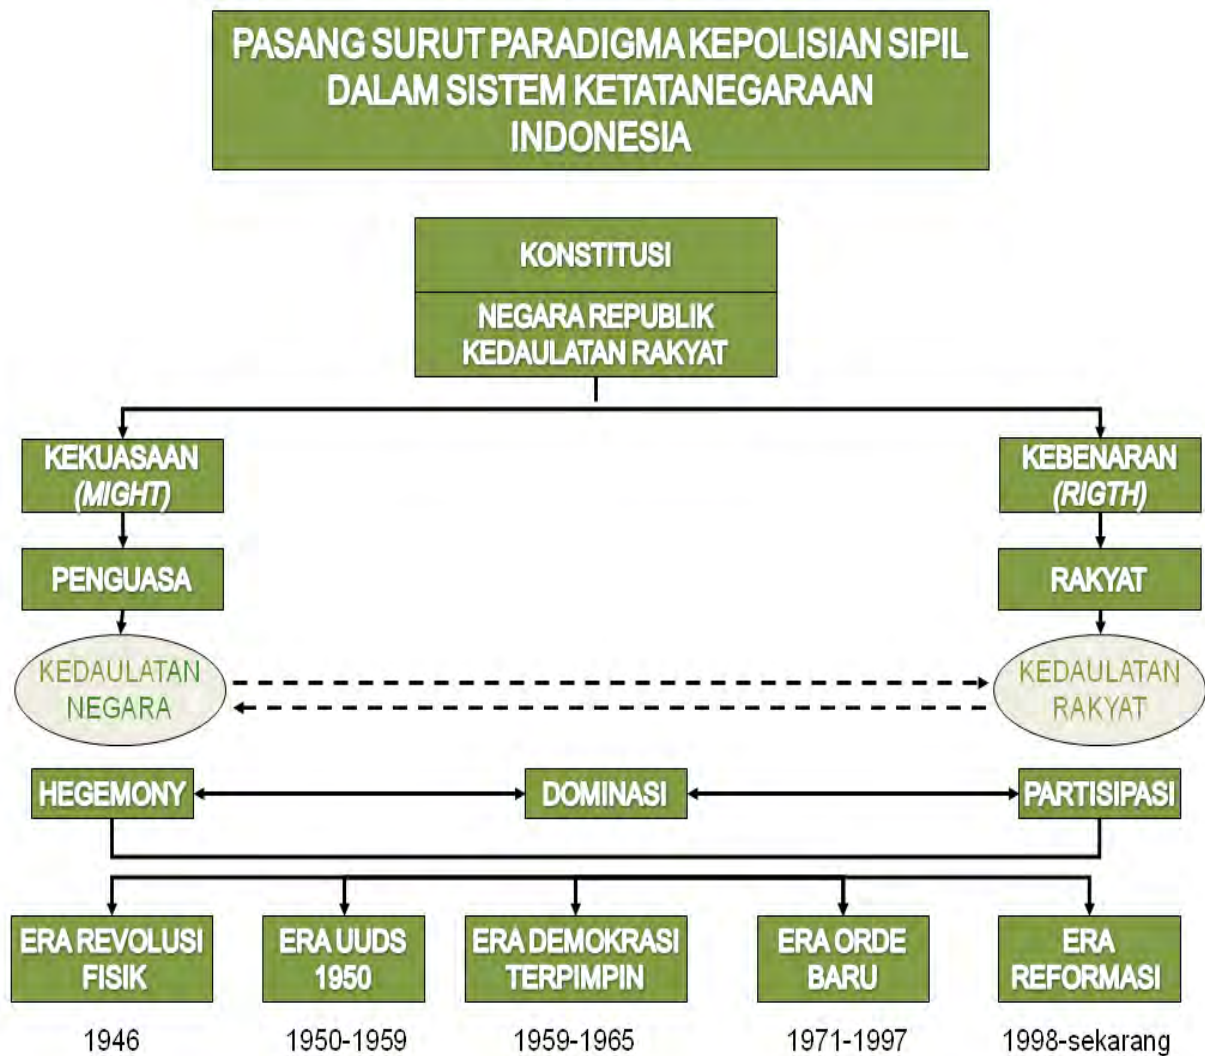 PASANG SURUT PARADIGMA KEPOLISIAN SIPIL
DALAM SISTEM KETATANEGARAAN
INDONESIA
KONSTITUSI
NEGARA REPUBLIK
KEDAULATAN RAKYAT
KEKUASAAN
(MIGHT)
KEBENARAN
(RIGTH)
PENGUASA
RAKYAT
KEDAULATAN
NEGARA
KEDAULATAN
RAKYAT
HEGEMONY
DOMINASI
PARTISIPASI
ERA REVOLUSI
FISIK
ERA UUDS
1950
ERA DEMOKRASI
TERPIMPIN
ERA ORDE
BARU
ERA
REFORMASI
1946
1950-1959
1959-1965
1971-1997
1998-sekarang